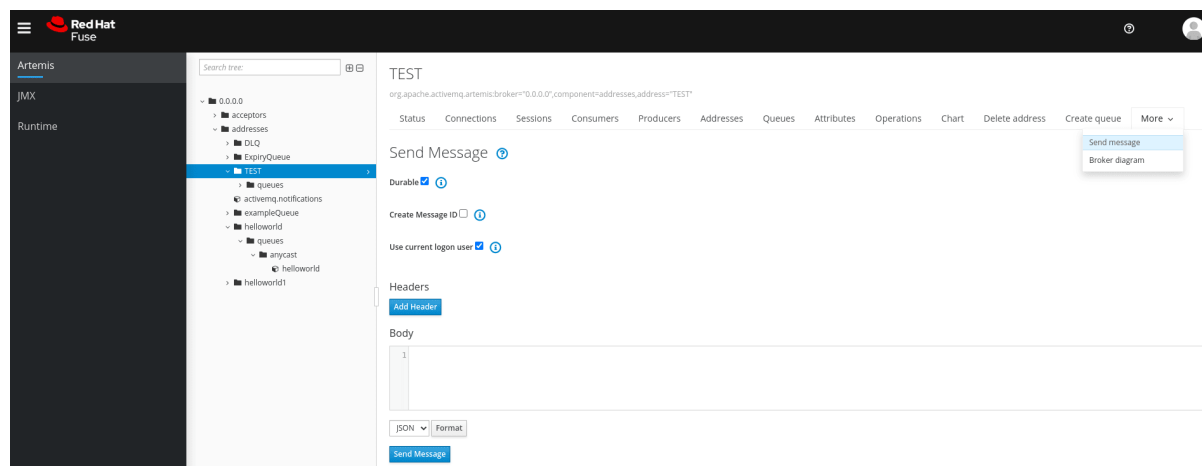 Red Hat
Fuse
Artemis
JMX
Runtime
Search tree:
0.0.0.0
acceptors
addresses
DLQ
ExpiryQueue
TEST
queues
activemq.notifications
exampleQueue
helloworld
queues
anycast
helloworld
helloworld1
TEST
org.apache.activemq.artemis:broker="0.0.0.0",component=addresses,address="TEST"
Status Connections Sessions Consumers Producers Addresses Queues Attributes Operations Chart Delete address Create queue More
Send message
Broker diagram
Send Message
Durable
Create Message ID
Use current logon user
Headers
Add Header
Body
1
JSON Format
Send Message